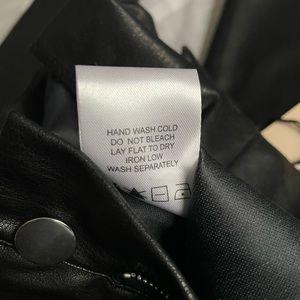 HAND WASH COLD
DO NOT BLEACH
LAY FLAT TO DRY
IRON LOW
WASH SEPARATELY